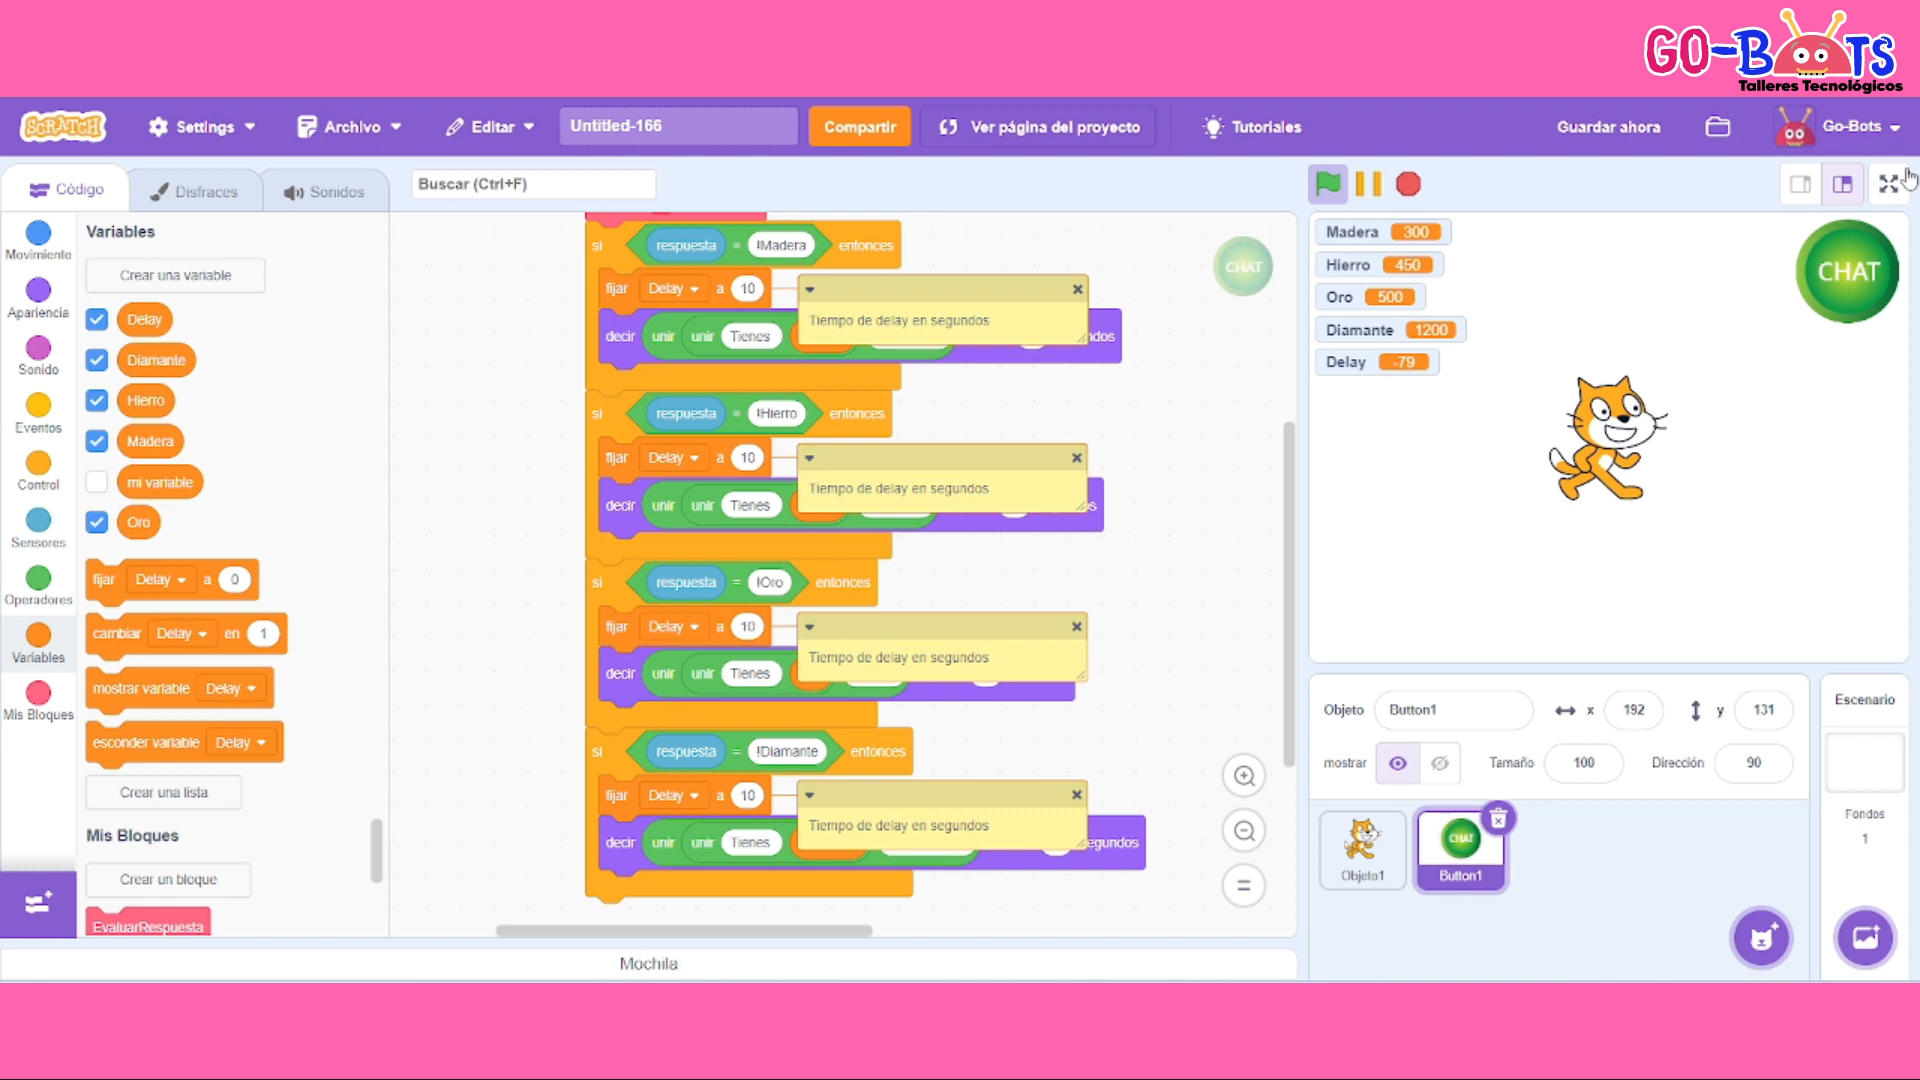 GO-BOTS
Talleres Tecnológicos
SCRATCH
Settings
Archivo
Editar
Untitled-166
Compartir
Ver página del proyecto
Tutoriales
Guardar ahora
Go-Bots
Código
Disfraces
Sonidos
Buscar (Ctrl+F)
Movimiento
Apariencia
Sonido
Eventos
Control
Sensores
Operadores
Variables
Mis Bloques
Variables
Crear una variable
Delay
Diamante
Hierro
Madera
mi variable
Oro
fijar Delay a 0
cambiar Delay en 1
mostrar variable Delay
esconder variable Delay
Crear una lista
Mis Bloques
Crear un bloque
EvaluarRespuesta
si respuesta = !Madera entonces
fijar Delay a 10
Tiempo de delay en segundos
decir unir unir Tienes
si respuesta = !Hierro entonces
fijar Delay a 10
Tiempo de delay en segundos
decir unir unir Tienes
si respuesta = !Oro entonces
fijar Delay a 10
Tiempo de delay en segundos
decir unir unir Tienes
si respuesta = !Diamante entonces
fijar Delay a 10
Tiempo de delay en segundos
decir unir unir Tienes egundos
CHAT
Mochila
Madera 300
Hierro 450
Oro 500
Diamante 1200
Delay -79
CHAT
Objeto Button1 x 192 y 131
mostrar Tamaño 100 Dirección 90
Objeto1
CHAT
Button1
Escenario
Fondos
1